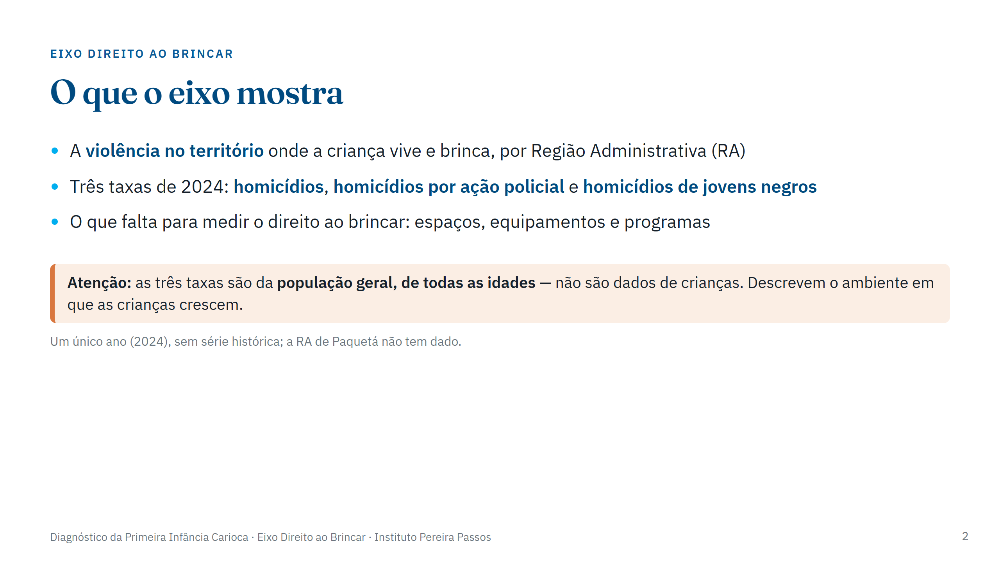 EIXO DIREITO AO BRINCAR
O que o eixo mostra
• A violência no território onde a criança vive e brinca, por Região Administrativa (RA)
• Três taxas de 2024: homicídios, homicídios por ação policial e homicídios de jovens negros
• O que falta para medir o direito ao brincar: espaços, equipamentos e programas
Atenção: as três taxas são da população geral, de todas as idades — não são dados de crianças. Descrevem o ambiente em
que as crianças crescem.
Um único ano (2024), sem série histórica; a RA de Paquetá não tem dado.
Diagnóstico da Primeira Infância Carioca · Eixo Direito ao Brincar · Instituto Pereira Passos
2